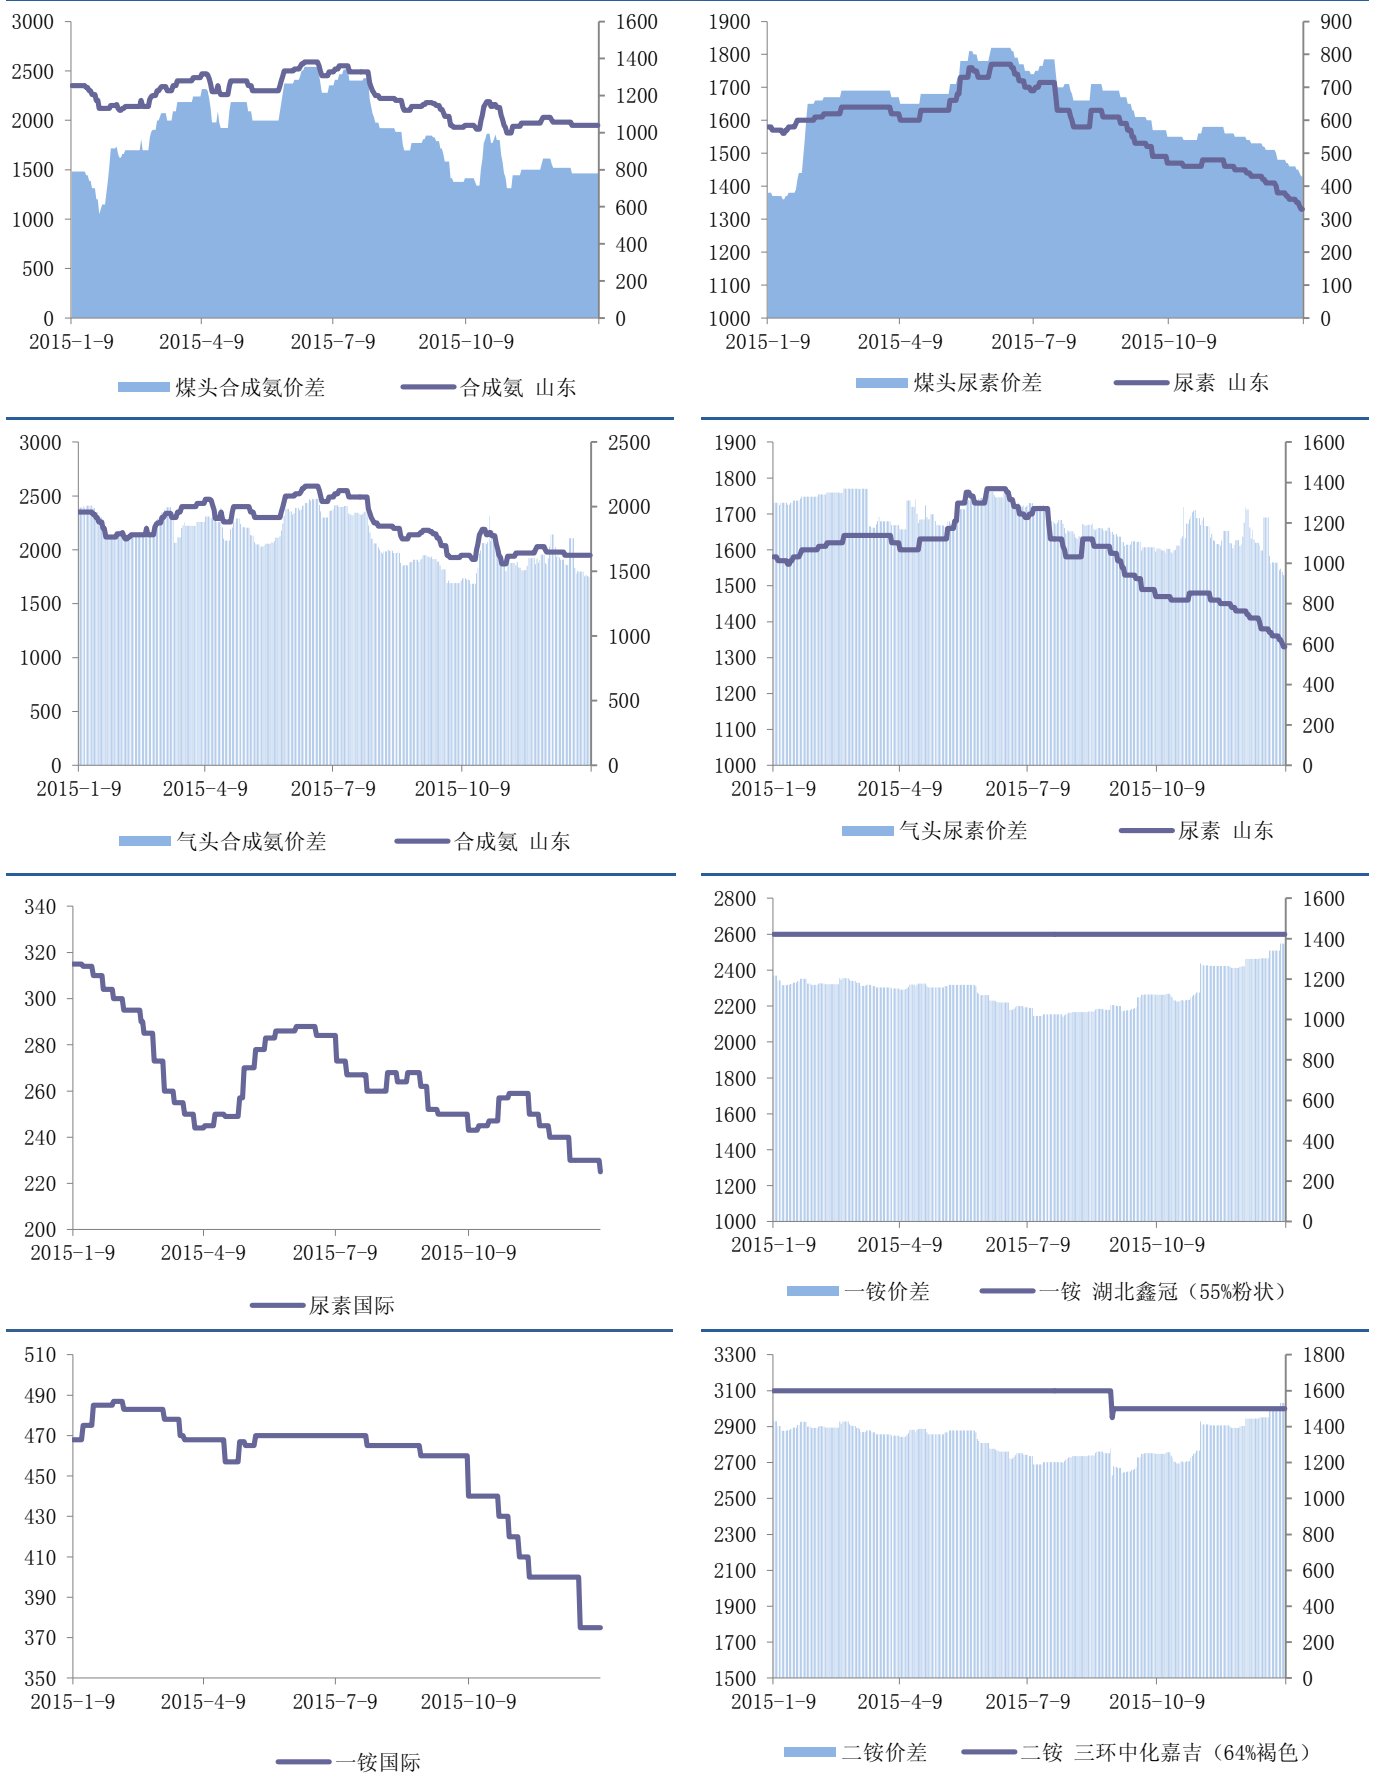 3000 2500 2000 1500 1000 500 0
1600 1400 1200 1000 800 600 400 200 0
2015-1-9 2015-4-9 2015-7-9 2015-10-9
煤头合成氨价差 合成氨 山东
1900 1800 1700 1600 1500 1400 1300 1200 1100 1000
900 800 700 600 500 400 300 200 100 0
2015-1-9 2015-4-9 2015-7-9 2015-10-9
煤头尿素价差 尿素 山东
3000 2500 2000 1500 1000 500 0
2500 2000 1500 1000 500 0
2015-1-9 2015-4-9 2015-7-9 2015-10-9
气头合成氨价差 合成氨 山东
1900 1800 1700 1600 1500 1400 1300 1200 1100 1000
1600 1400 1200 1000 800 600 400 200 0
2015-1-9 2015-4-9 2015-7-9 2015-10-9
气头尿素价差 尿素 山东
340 320 300 280 260 240 220 200
2015-1-9 2015-4-9 2015-7-9 2015-10-9
尿素国际
2800 2600 2400 2200 2000 1800 1600 1400 1200 1000
1600 1400 1200 1000 800 600 400 200 0
2015-1-9 2015-4-9 2015-7-9 2015-10-9
一铵价差 一铵 湖北鑫冠（55%粉状）
510 490 470 450 430 410 390 370 350
2015-1-9 2015-4-9 2015-7-9 2015-10-9
一铵国际
3300 3100 2900 2700 2500 2300 2100 1900 1700 1500
1800 1600 1400 1200 1000 800 600 400 200 0
2015-1-9 2015-4-9 2015-7-9 2015-10-9
二铵价差 二铵 三环中化嘉吉（64%褐色）